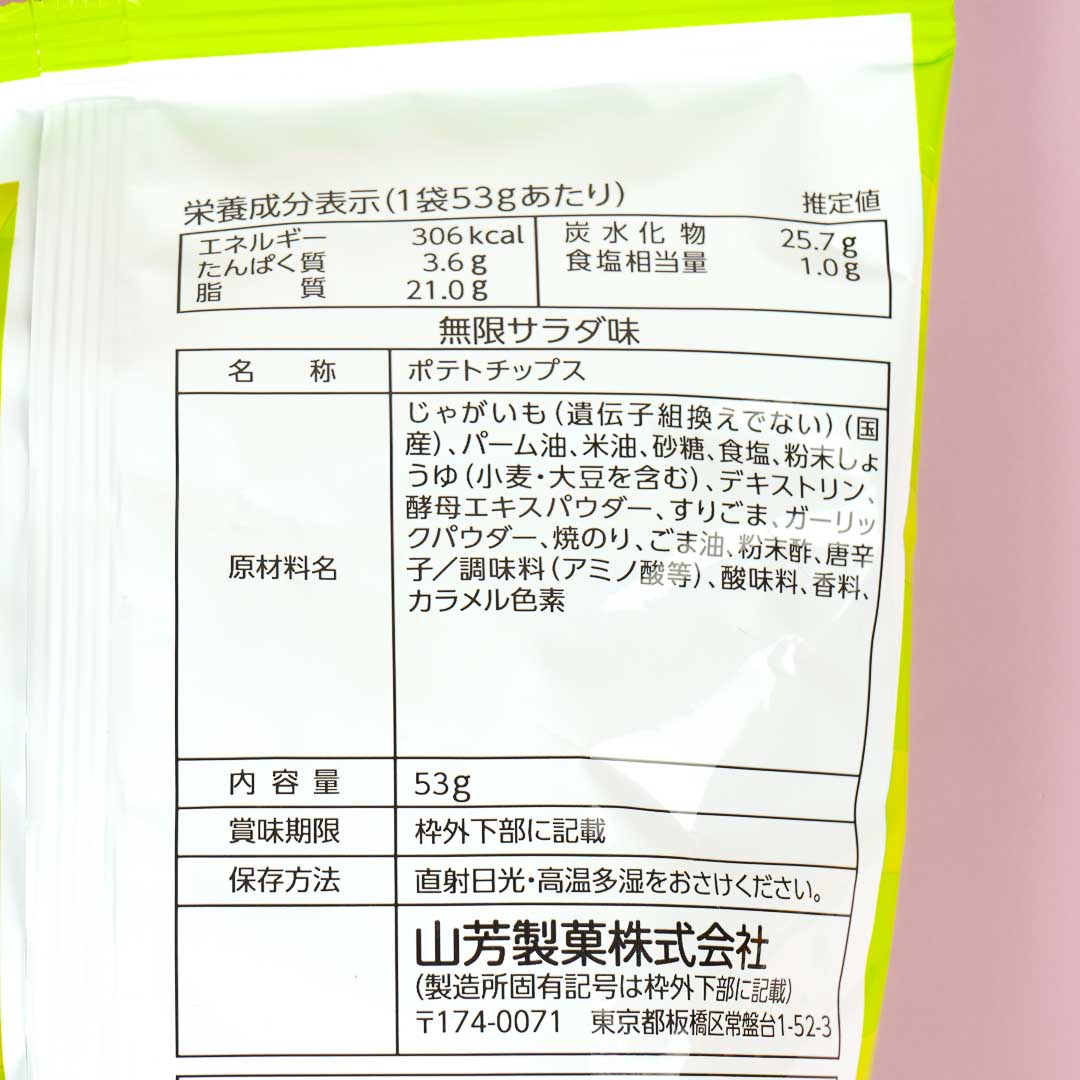 栄養成分表示(1袋53gあたり) 推定値
エネルギー 306kcal 炭水化物 25.7g
たんぱく質 3.6g 食塩相当量 1.0g
脂質 21.0g
無限サラダ味
名称 ポテトチップス
原材料名
じゃがいも(遺伝子組換えでない)(国
産)、パーム油、米油、砂糖、食塩、粉末しょ
うゆ(小麦・大豆を含む)、デキストリン、
酵母エキスパウダー、すりごま、ガーリッ
クパウダー、焼のり、ごま油、粉末酢、唐辛
子/調味料(アミノ酸等)、酸味料、香料、
カラメル色素
内容量 53g
賞味期限 枠外下部に記載
保存方法 直射日光・高温多湿をおさけください。
山芳製菓株式会社
(製造所固有記号は枠外下部に記載)
〒174-0071 東京都板橋区常盤台1-52-3